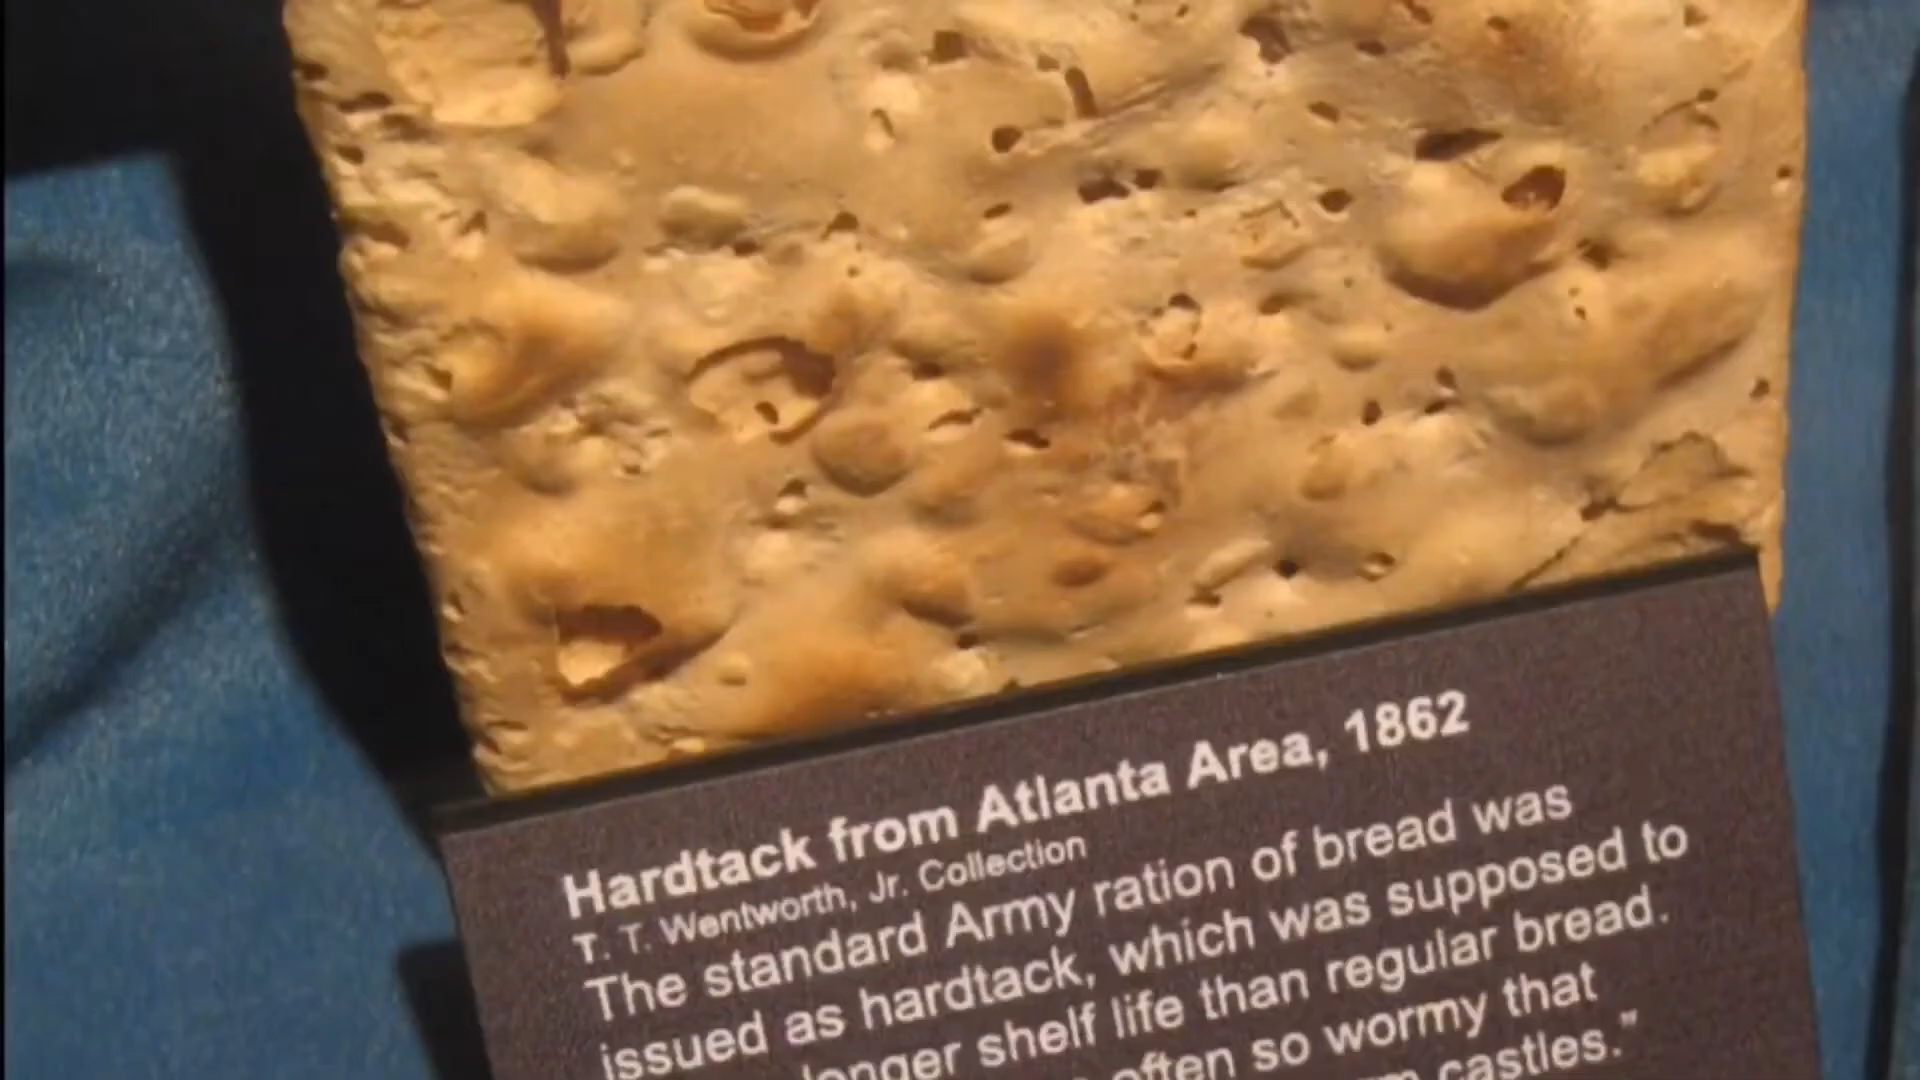 Hardtack from Atlanta Area, 1862
T. T. Wentworth, Jr. Collection
The standard Army ration of bread was
issued as hardtack, which was supposed to
longer shelf life than regular bread.
often so wormy that
castles."